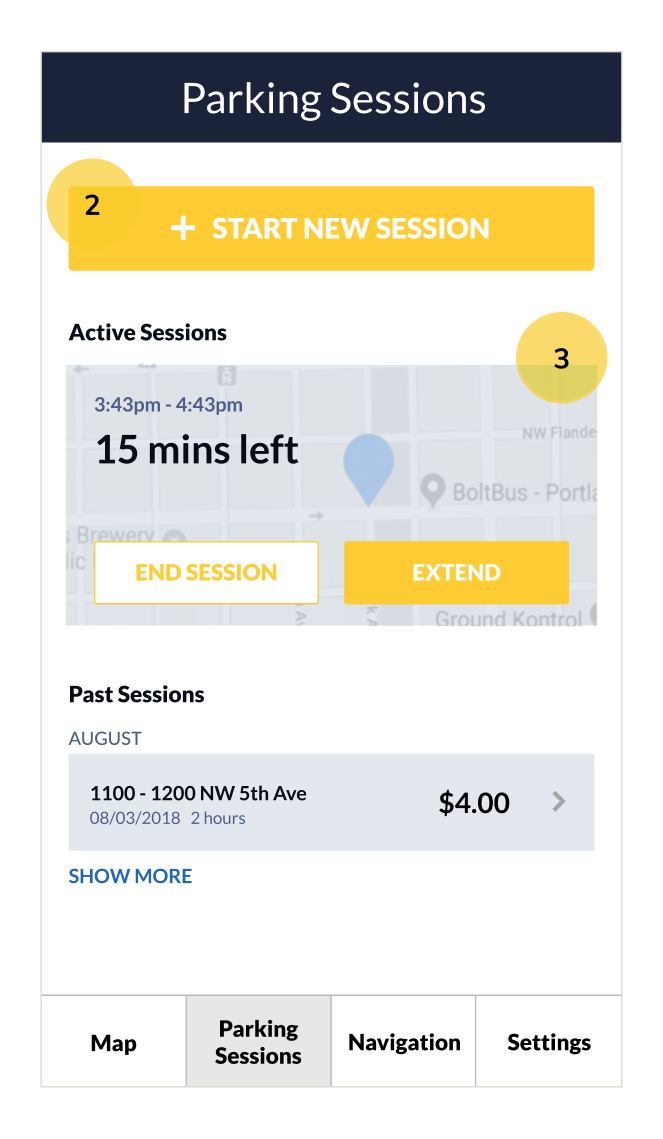 Parking Sessions
2
+ START NEW SESSION
Active Sessions
3
3:43pm - 4:43pm
15 mins left
NW Flande
BoltBus - Portla
s Brewery
lic
END SESSION
EXTEND
Ground Kontrol
Past Sessions
AUGUST
1100 - 1200 NW 5th Ave
$4.00
08/03/2018 2 hours
SHOW MORE
Map
Parking
Sessions
Navigation
Settings